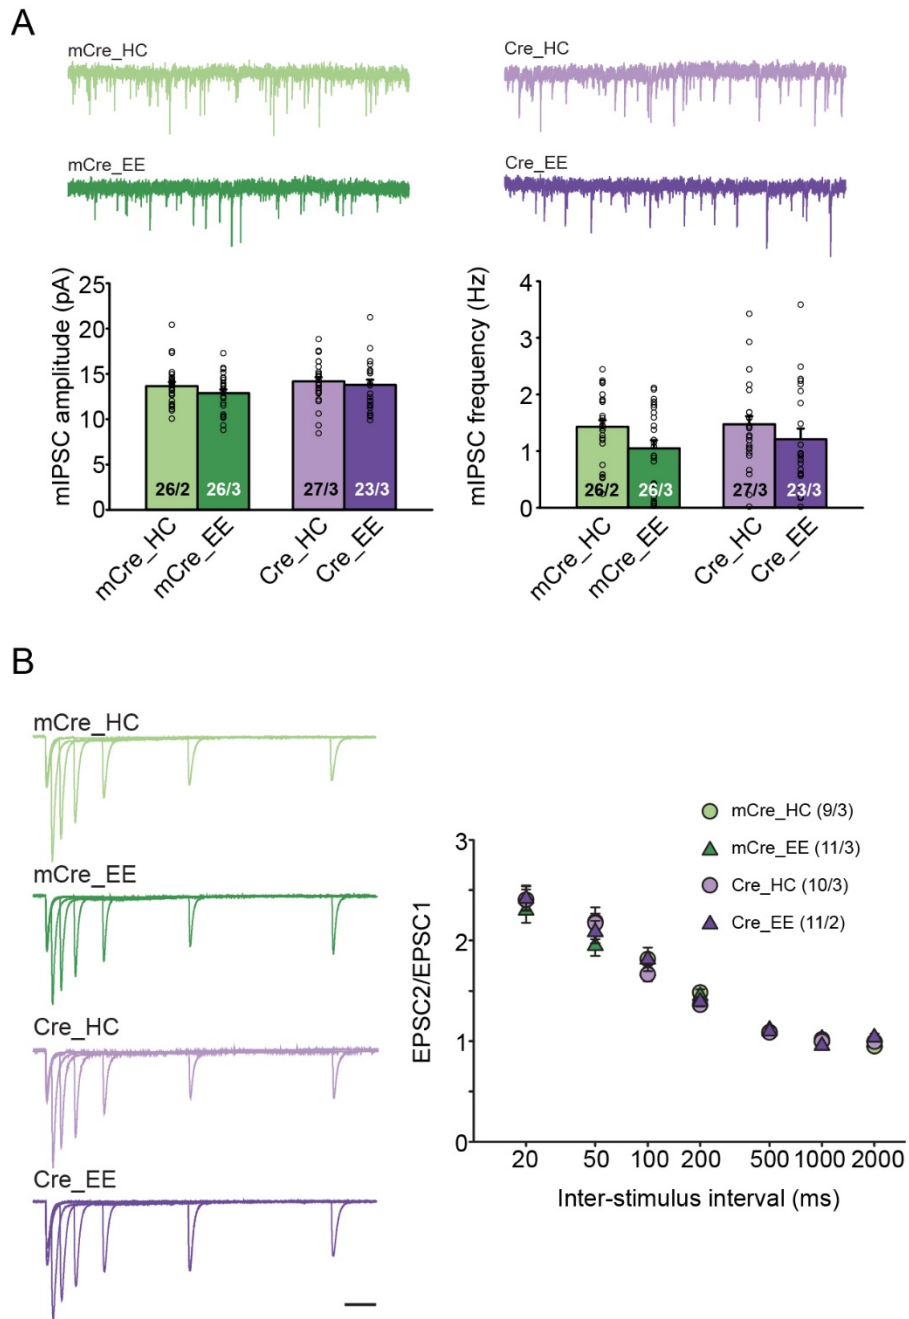 A
mCre_HC
Cre_HC
mCre_EE
Cre_EE
mIPSC amplitude (pA)
25
20
15
10
5
0
26/2
26/3
27/3
23/3
mCre_HC
mCre_EE
Cre_HC
Cre_EE
mIPSC frequency (Hz)
4
3
2
1
0
26/2
26/3
27/3
23/3
mCre_HC
mCre_EE
Cre_HC
Cre_EE
B
mCre_HC
mCre_EE
Cre_HC
Cre_EE
mCre_HC (9/3)
mCre_EE (11/3)
Cre_HC (10/3)
Cre_EE (11/2)
EPSC2/EPSC1
3
2
1
0
20 50 100 200 500 1000 2000
Inter-stimulus interval (ms)